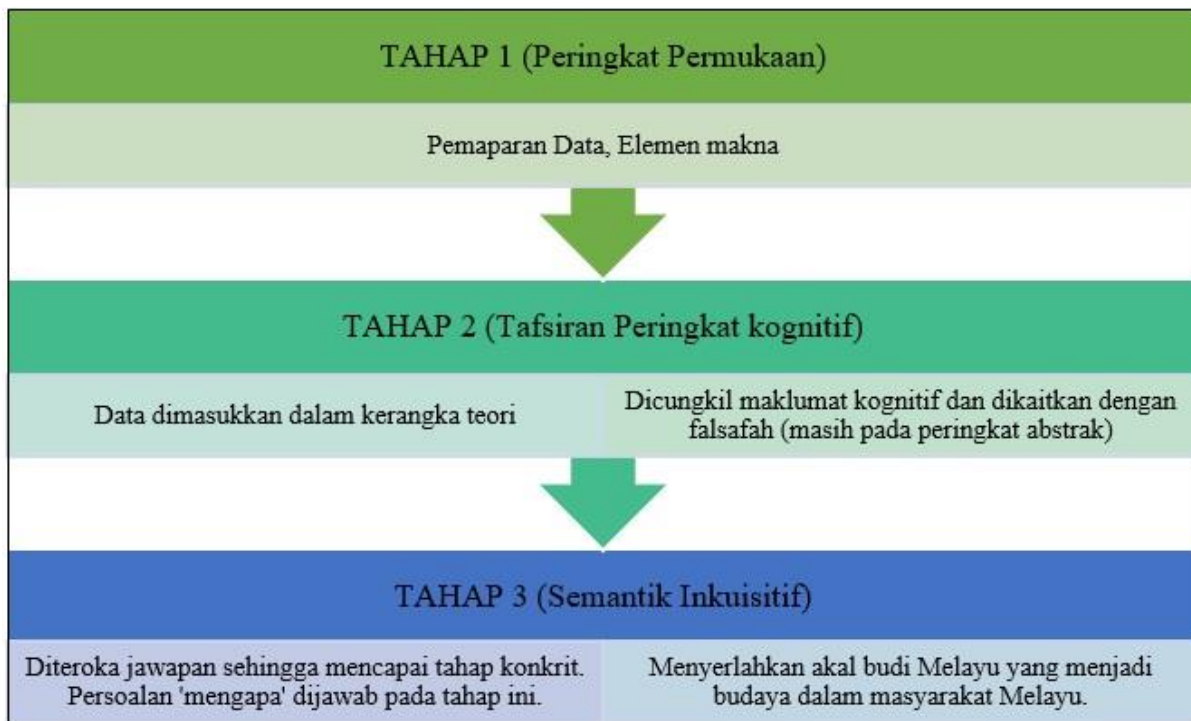 TAHAP 1 (Peringkat Permukaan)
Pemaparan Data, Elemen makna
TAHAP 2 (Tafsiran Peringkat kognitif)
Data dimasukkan dalam kerangka teori
Dicungkil maklumat kognitif dan dikaitkan dengan
falsafah (masih pada peringkat abstrak)
TAHAP 3 (Semantik Inkuisitif)
Diteroka jawapan sehingga mencapai tahap konkrit.
Persoalan 'mengapa' dijawab pada tahap ini.
Menyerlahkan akal budi Melayu yang menjadi
budaya dalam masyarakat Melayu.